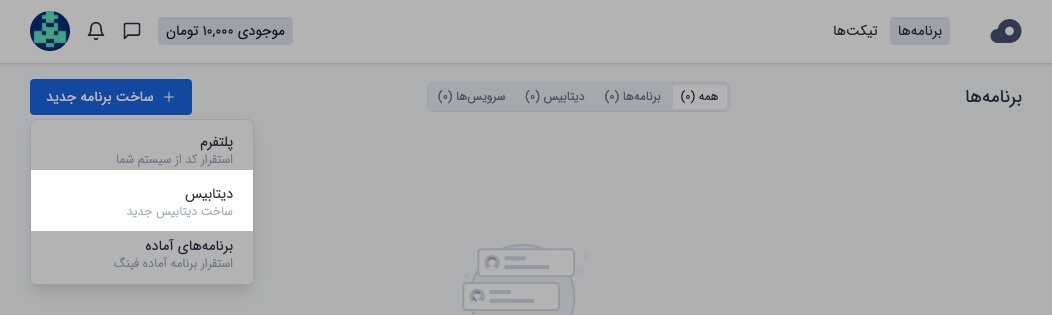 برنامه‌ها
تیکت‌ها
موجودی ۱۰,۰۰۰ تومان
برنامه‌ها
همه (۰)
برنامه‌ها (۰)
دیتابیس (۰)
سرویس‌ها (۰)
ساخت برنامه جدید
پلتفرم
استقرار کد از سیستم شما
دیتابیس
ساخت دیتابیس جدید
برنامه‌های آماده
استقرار برنامه آماده فینگ